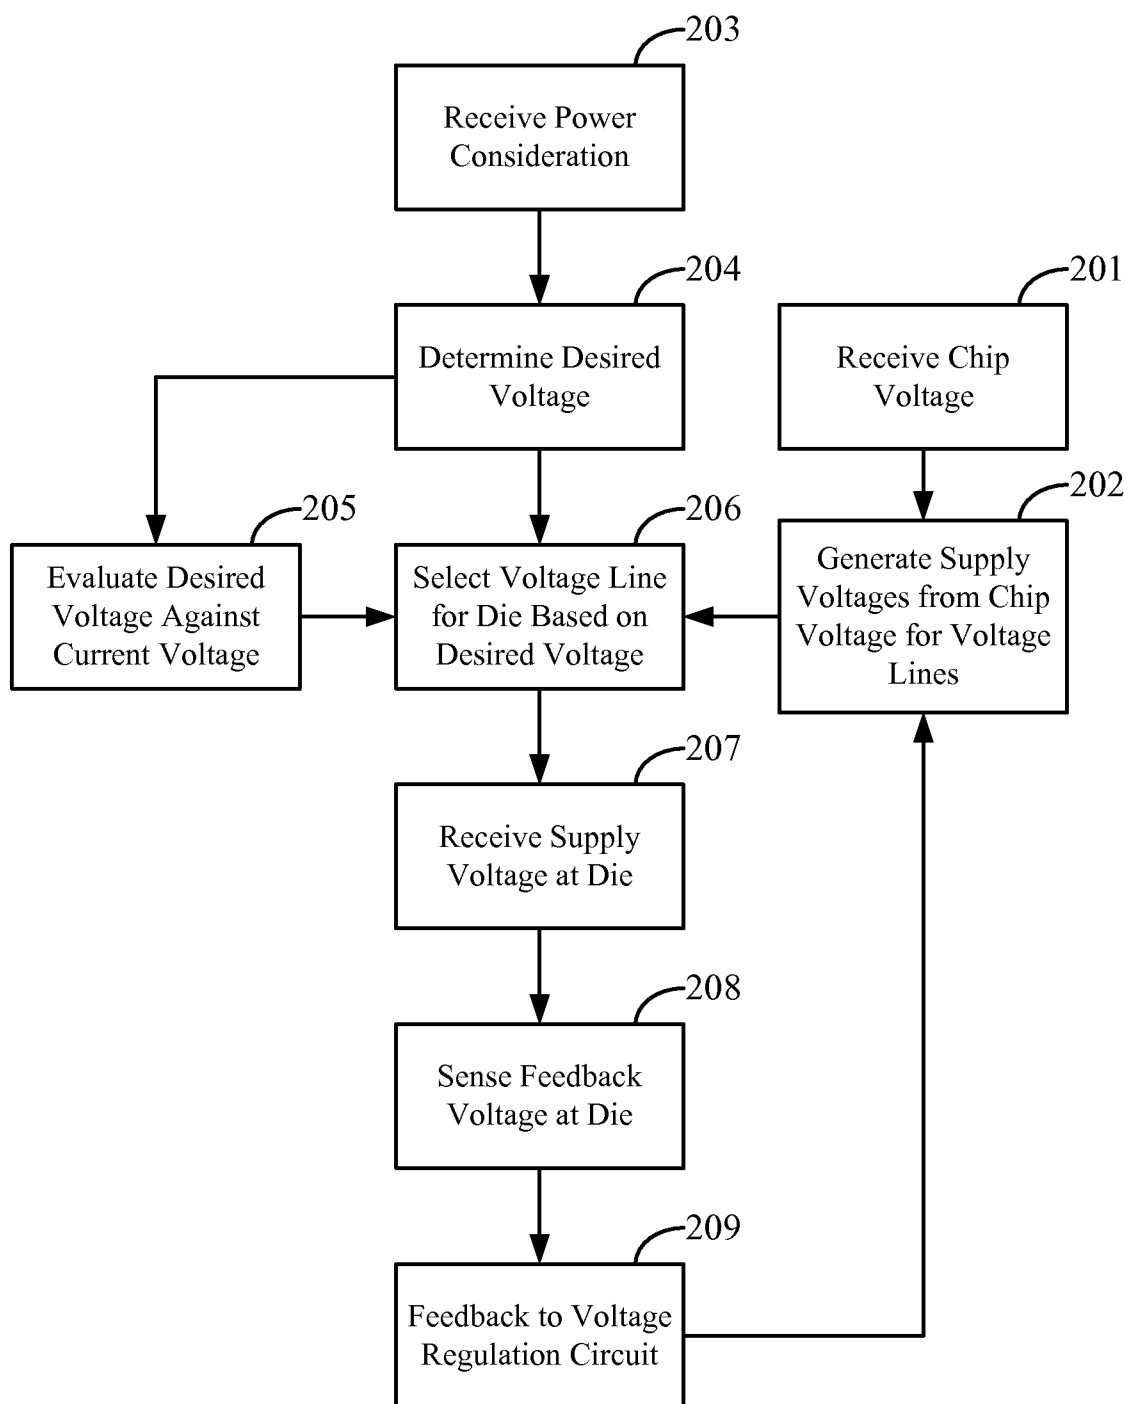 203
Receive Power
Consideration
204
Determine Desired
Voltage
201
Receive Chip
Voltage
205
Evaluate Desired
Voltage Against
Current Voltage
206
Select Voltage Line
for Die Based on
Desired Voltage
202
Generate Supply
Voltages from Chip
Voltage for Voltage
Lines
207
Receive Supply
Voltage at Die
208
Sense Feedback
Voltage at Die
209
Feedback to Voltage
Regulation Circuit